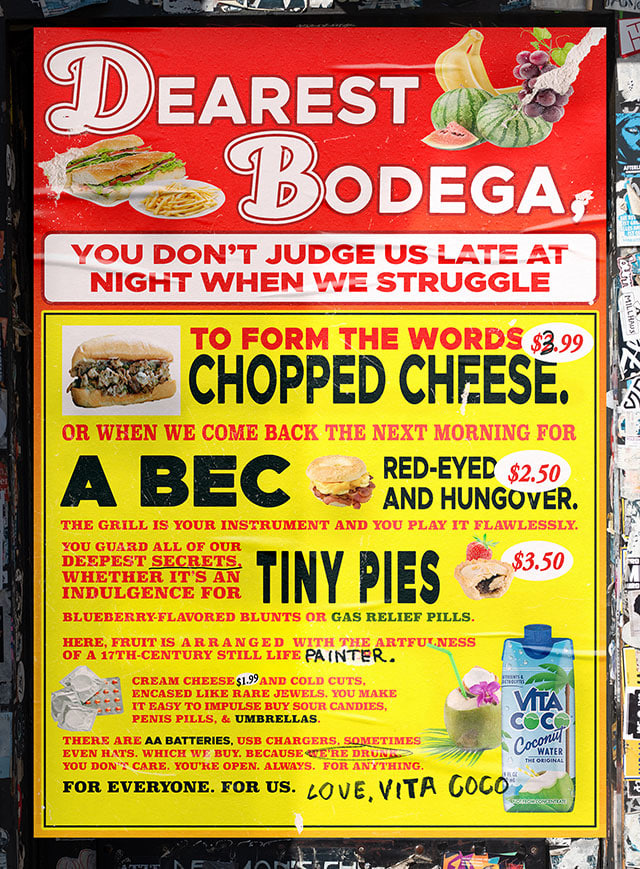 DEAREST
BODEGA,
YOU DON'T JUDGE US LATE AT
NIGHT WHEN WE STRUGGLE
TO FORM THE WORDS $3.99
CHOPPED CHEESE.
OR WHEN WE COME BACK THE NEXT MORNING FOR
A BEC
RED-EYED $2.50
AND HUNGOVER.
THE GRILL IS YOUR INSTRUMENT AND YOU PLAY IT FLAWLESSLY.
YOU GUARD ALL OF OUR
DEEPEST SECRETS,
WHETHER IT'S AN
INDULGENCE FOR
TINY PIES
$3.50
BLUEBERRY-FLAVORED BLUNTS OR GAS RELIEF PILLS.
HERE, FRUIT IS ARRANGED WITH THE ARTFULNESS
OF A 17TH-CENTURY STILL LIFE PAINTER.
CREAM CHEESE $1.99 AND COLD CUTS,
ENCASED LIKE RARE JEWELS. YOU MAKE
IT EASY TO IMPULSE BUY SOUR CANDIES,
PENIS PILLS, & UMBRELLAS.
THERE ARE AA BATTERIES, USB CHARGERS, SOMETIMES
EVEN HATS. WHICH WE BUY. BECAUSE WE'RE DRUNK.
YOU DON'T CARE. YOU'RE OPEN. ALWAYS. FOR ANYTHING.
FOR EVERYONE. FOR US. LOVE, VITA COCO
VITA
COCO
Coconut
WATER
THE ORIGINAL